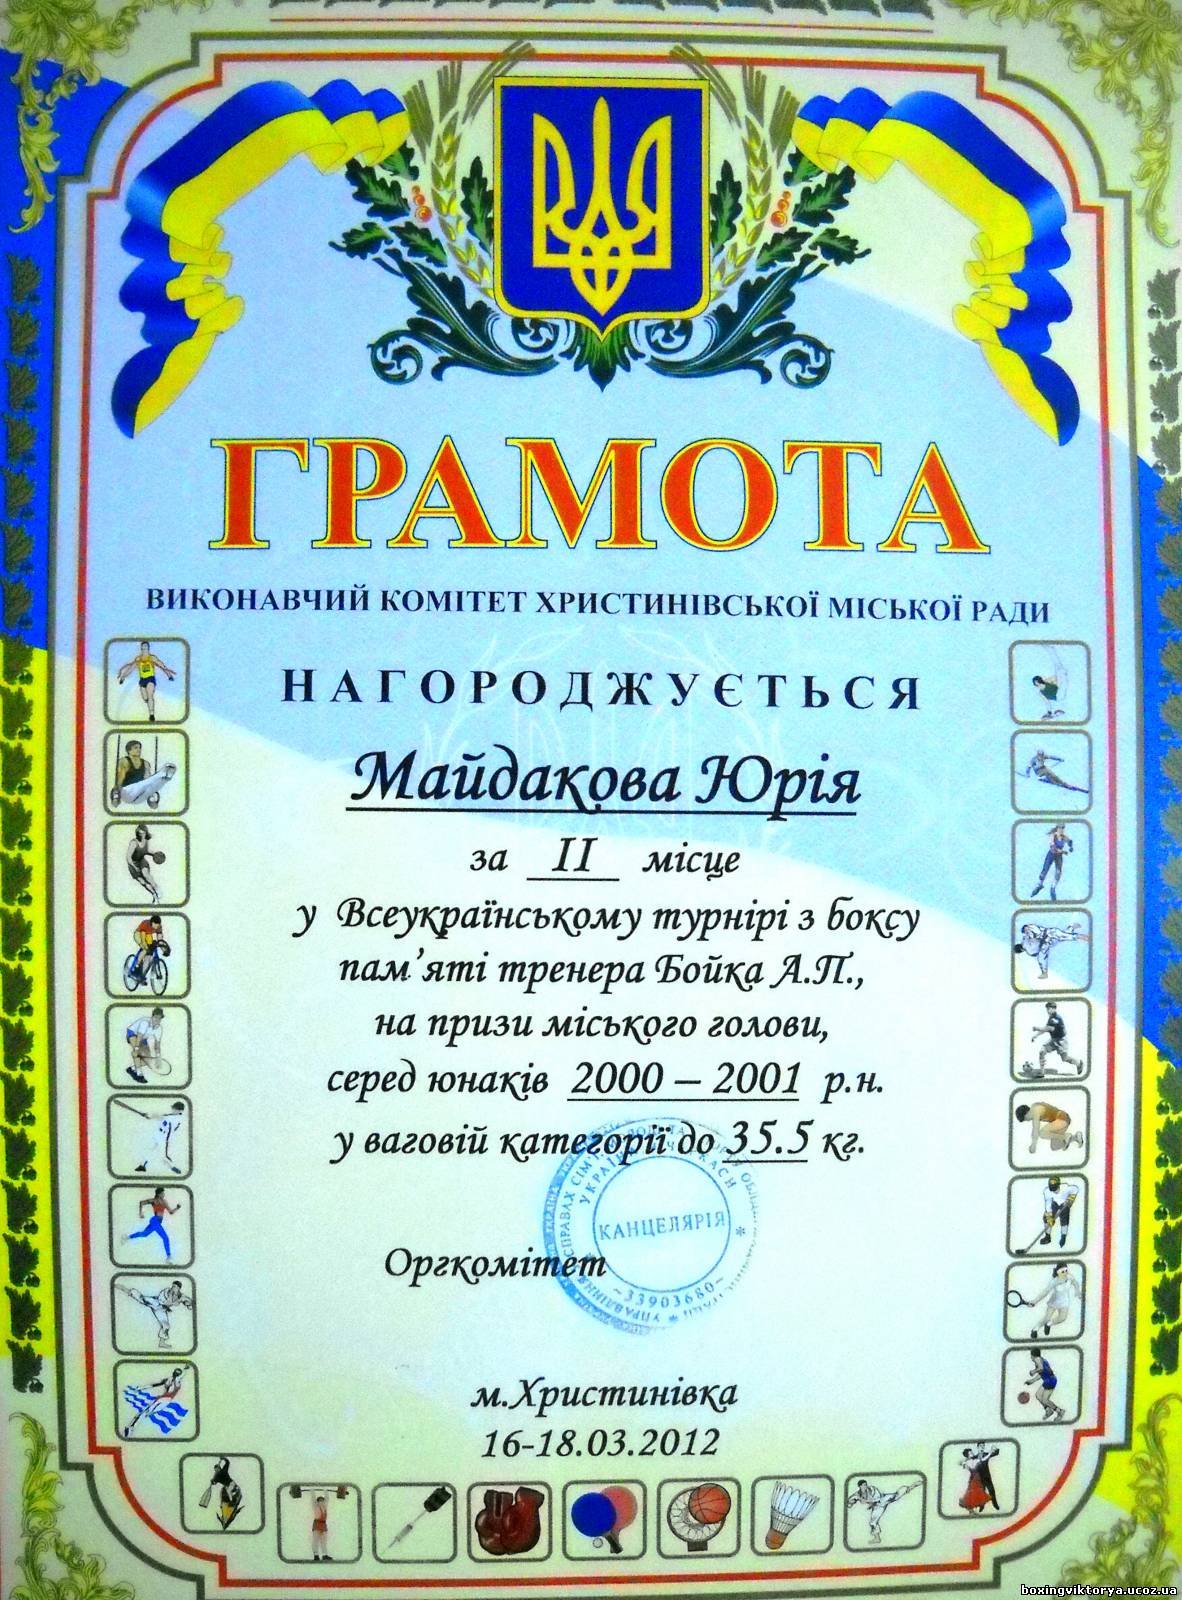 ГРАМОТА
ВИКОНАВЧИЙ КОМІТЕТ ХРИСТИНІВСЬКОЇ МІСЬКОЇ РАДИ
НАГОРОДЖУЄТЬСЯ
Майдакова Юрія
за II місце
у Всеукраїнському турнірі з боксу
пам’яті тренера Бойка А.П.,
на призи міського голови,
серед юнаків 2000 – 2001 р.н.
у ваговій категорії до 35.5 кг.
КАНЦЕЛЯРІЯ
33903680
Оргкомітет
м.Христинівка
16-18.03.2012
boxingviktorya.ucoz.ua